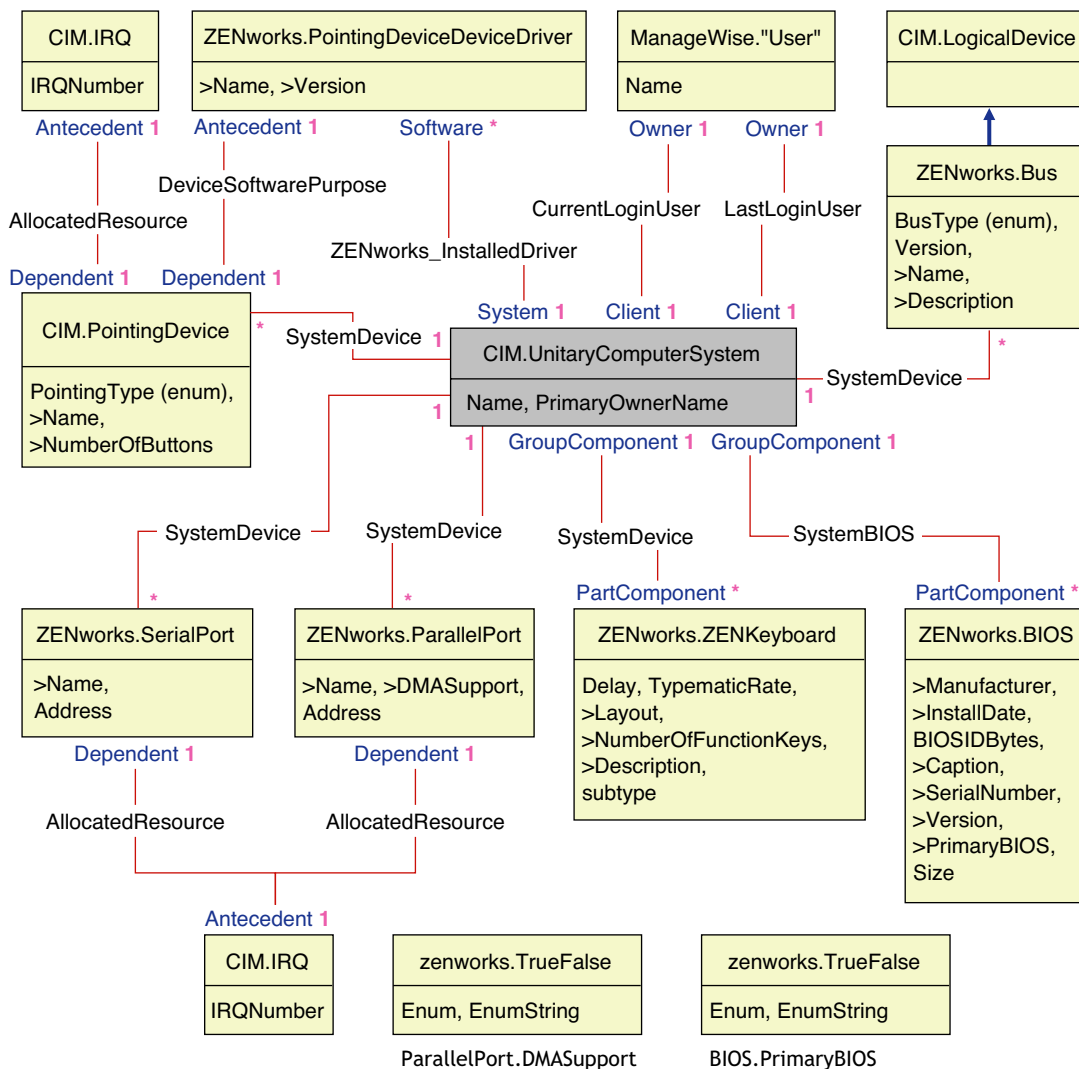 CIM.IRQ
IRQNumber
ZENworks.PointingDeviceDeviceDriver
>Name, >Version
ManageWise."User"
Name
CIM.LogicalDevice
Antecedent 1
Antecedent 1
Software *
Owner 1
Owner 1
AllocatedResource
DeviceSoftwarePurpose
ZENworks_InstalledDriver
CurrentLoginUser
LastLoginUser
ZENworks.Bus
BusType (enum),
Version,
>Name,
>Description
*
Dependent 1
Dependent 1
System 1
Client 1
Client 1
CIM.PointingDevice
PointingType (enum),
>Name,
>NumberOfButtons
*
SystemDevice
1
CIM.UnitaryComputerSystem
Name, PrimaryOwnerName
SystemDevice
1
1
1
GroupComponent 1
GroupComponent 1
SystemDevice
SystemDevice
SystemDevice
SystemBIOS
*
*
PartComponent *
PartComponent *
ZENworks.SerialPort
>Name,
Address
ZENworks.ParallelPort
>Name, >DMASupport,
Address
ZENworks.ZENKeyboard
Delay, TypematicRate,
>Layout,
>NumberOfFunctionKeys,
>Description,
subtype
ZENworks.BIOS
>Manufacturer,
>InstallDate,
BIOSIDBytes,
>Caption,
>SerialNumber,
>Version,
>PrimaryBIOS,
Size
Dependent 1
Dependent 1
AllocatedResource
AllocatedResource
Antecedent 1
CIM.IRQ
IRQNumber
zenworks.TrueFalse
Enum, EnumString
ParallelPort.DMASupport
zenworks.TrueFalse
Enum, EnumString
BIOS.PrimaryBIOS